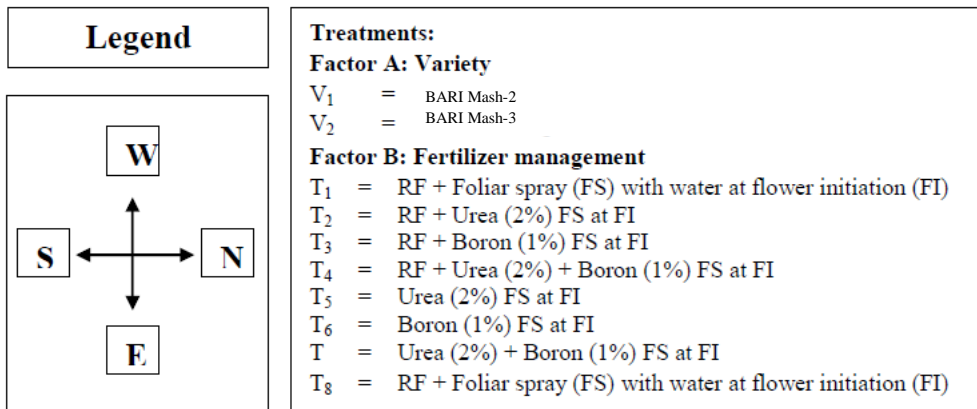 Legend
W
S
N
E
Treatments:
Factor A: Variety
V1 = BARI Mash-2
V2 = BARI Mash-3
Factor B: Fertilizer management
T1 = RF + Foliar spray (FS) with water at flower initiation (FI)
T2 = RF + Urea (2%) FS at FI
T3 = RF + Boron (1%) FS at FI
T4 = RF + Urea (2%) + Boron (1%) FS at FI
T5 = Urea (2%) FS at FI
T6 = Boron (1%) FS at FI
T = Urea (2%) + Boron (1%) FS at FI
T8 = RF + Foliar spray (FS) with water at flower initiation (FI)